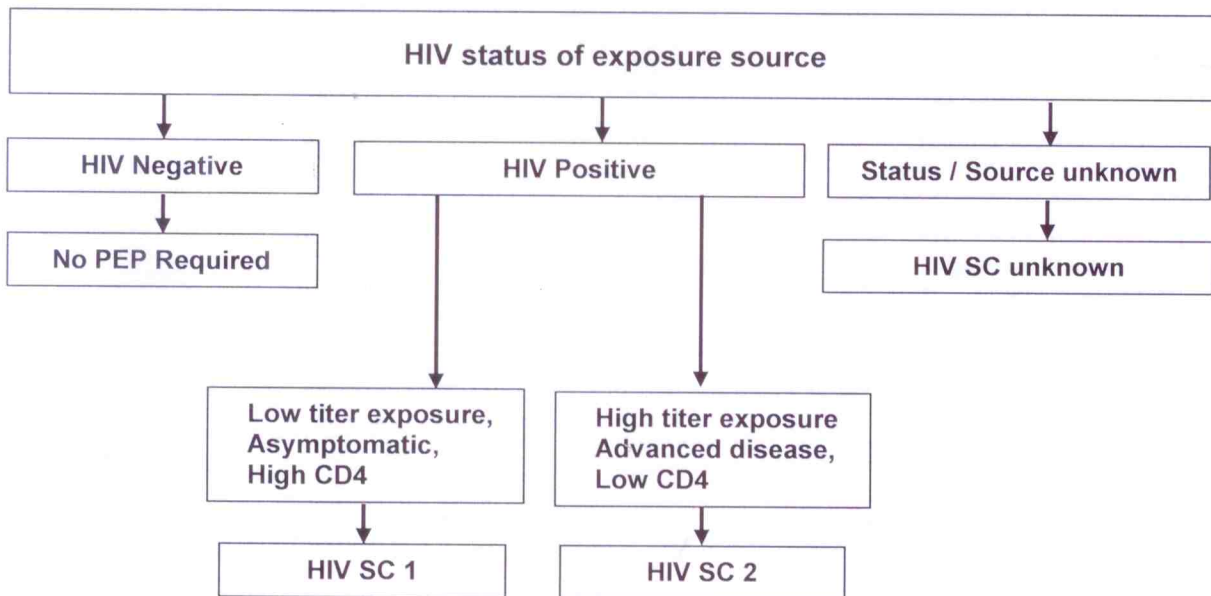 HIV status of exposure source
HIV Negative
HIV Positive
Status / Source unknown
No PEP Required
HIV SC unknown
Low titer exposure,
Asymptomatic,
High CD4
High titer exposure
Advanced disease,
Low CD4
HIV SC 1
HIV SC 2